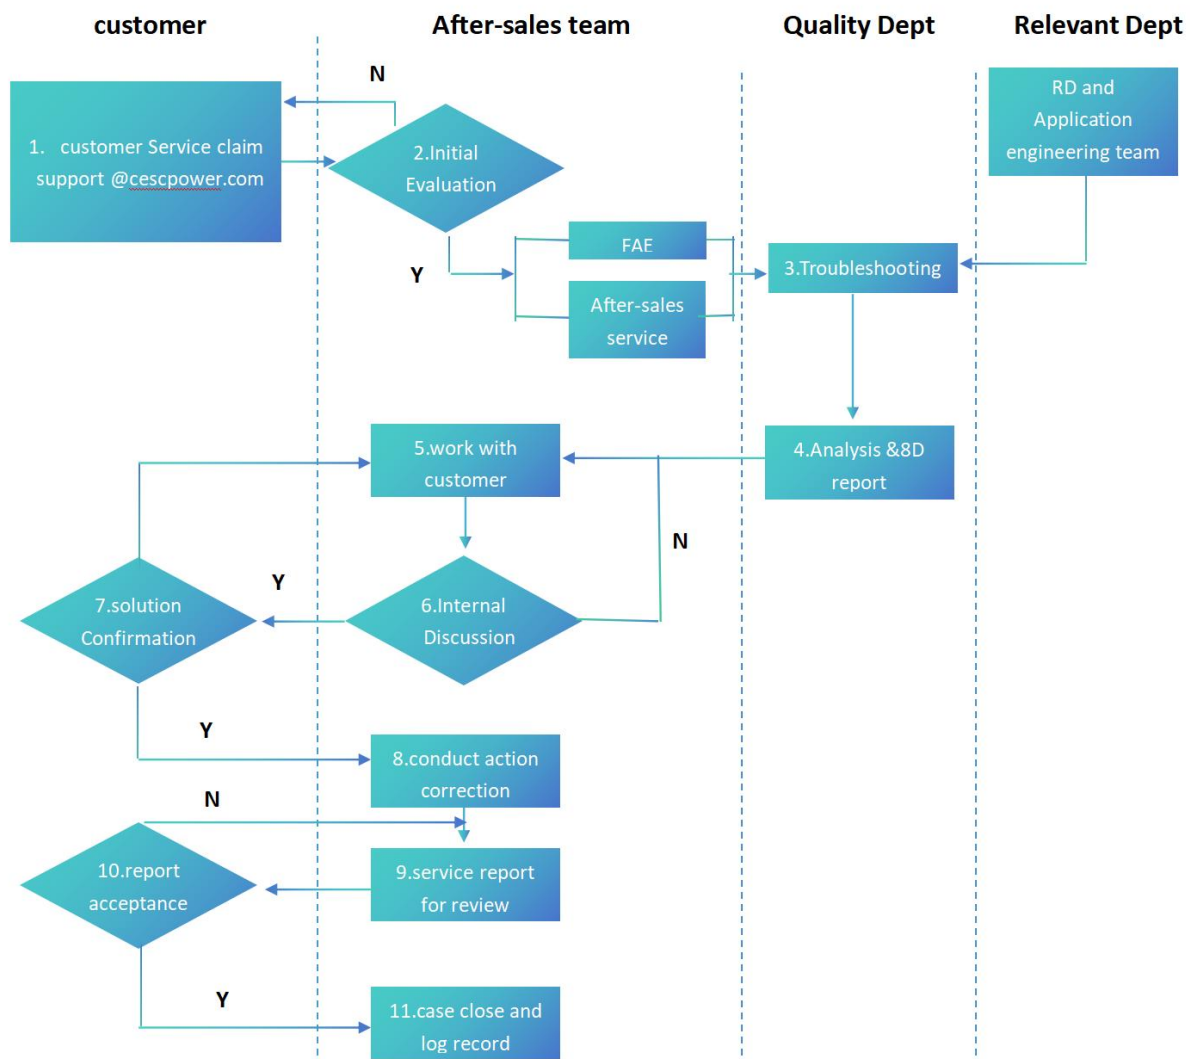 customer
After-sales team
Quality Dept
Relevant Dept
N
1. customer Service claim
support @cescpower.com
2.Initial
Evaluation
RD and
Application
engineering team
Y
FAE
After-sales
service
3.Troubleshooting
5.work with
customer
4.Analysis &8D
report
N
Y
7.solution
Confirmation
6.Internal
Discussion
Y
8.conduct action
correction
N
10.report
acceptance
9.service report
for review
Y
11.case close and
log record